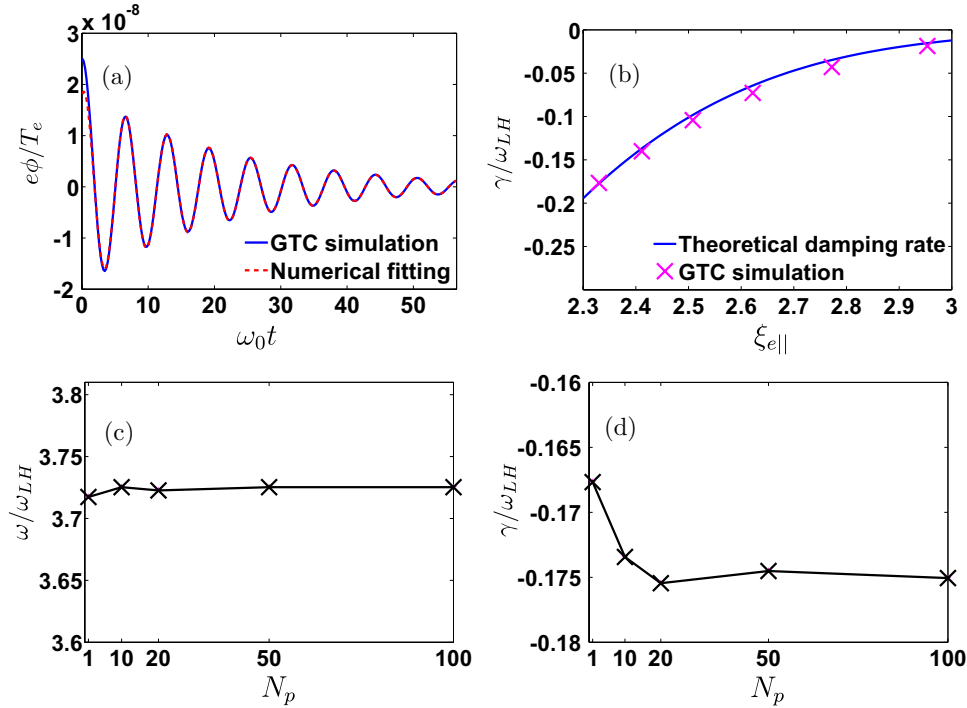 x 10^-8
3
2
1
0
-1
-2
(a)
eϕ/T_e
GTC simulation
Numerical fitting
0 10 20 30 40 50
ω_0t
0
-0.05
-0.1
-0.15
-0.2
-0.25
(b)
γ/ω_LH
Theoretical damping rate
GTC simulation
2.3 2.4 2.5 2.6 2.7 2.8 2.9 3
ξ_e||
3.8
3.75
3.7
3.65
3.6
(c)
ω/ω_LH
1 10 20 50 100
N_p
-0.16
-0.165
-0.17
-0.175
-0.18
(d)
γ/ω_LH
1 10 20 50 100
N_p